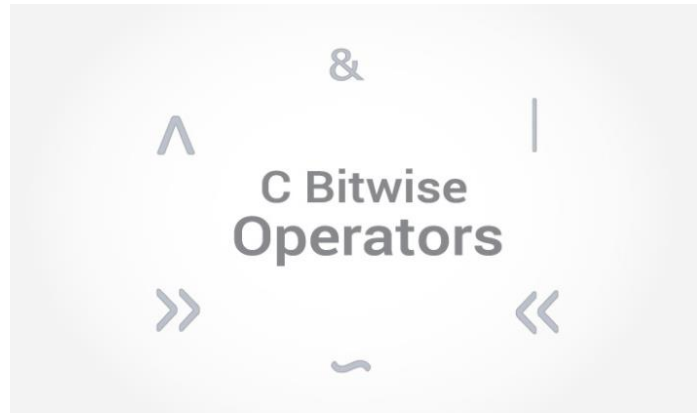 &
^ |
C Bitwise
Operators
>> <<
~